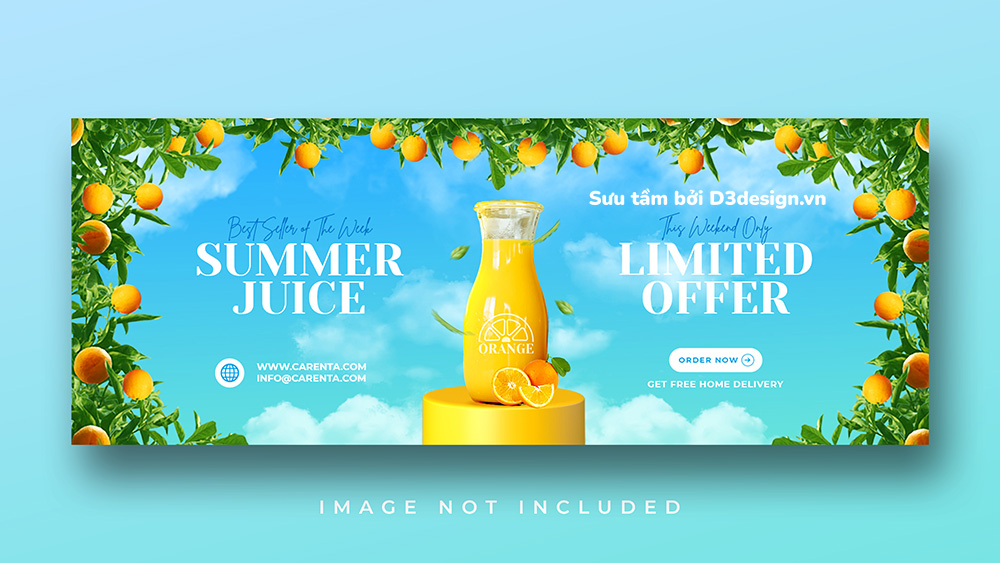 Best Seller of The Week
SUMMER
JUICE
WWW.CARENTA.COM
INFO@CARENTA.COM
ORANGE
Sưu tầm bởi D3design.vn
This Weekend Only
LIMITED
OFFER
ORDER NOW
GET FREE HOME DELIVERY
IMAGE NOT INCLUDED